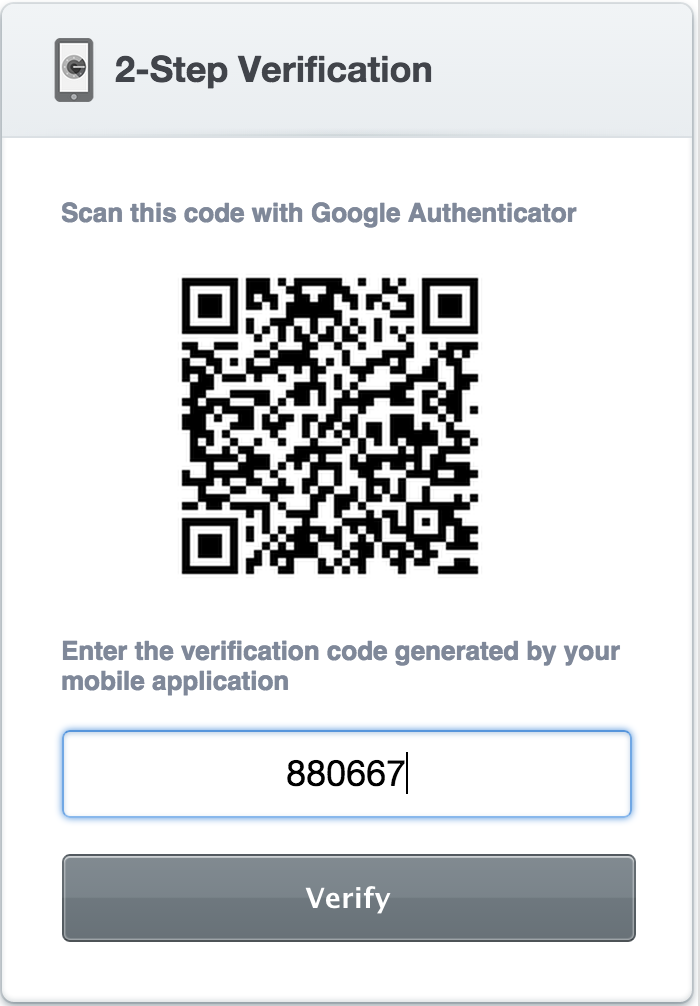 2-Step Verification
Scan this code with Google Authenticator
Enter the verification code generated by your
mobile application
880667
Verify